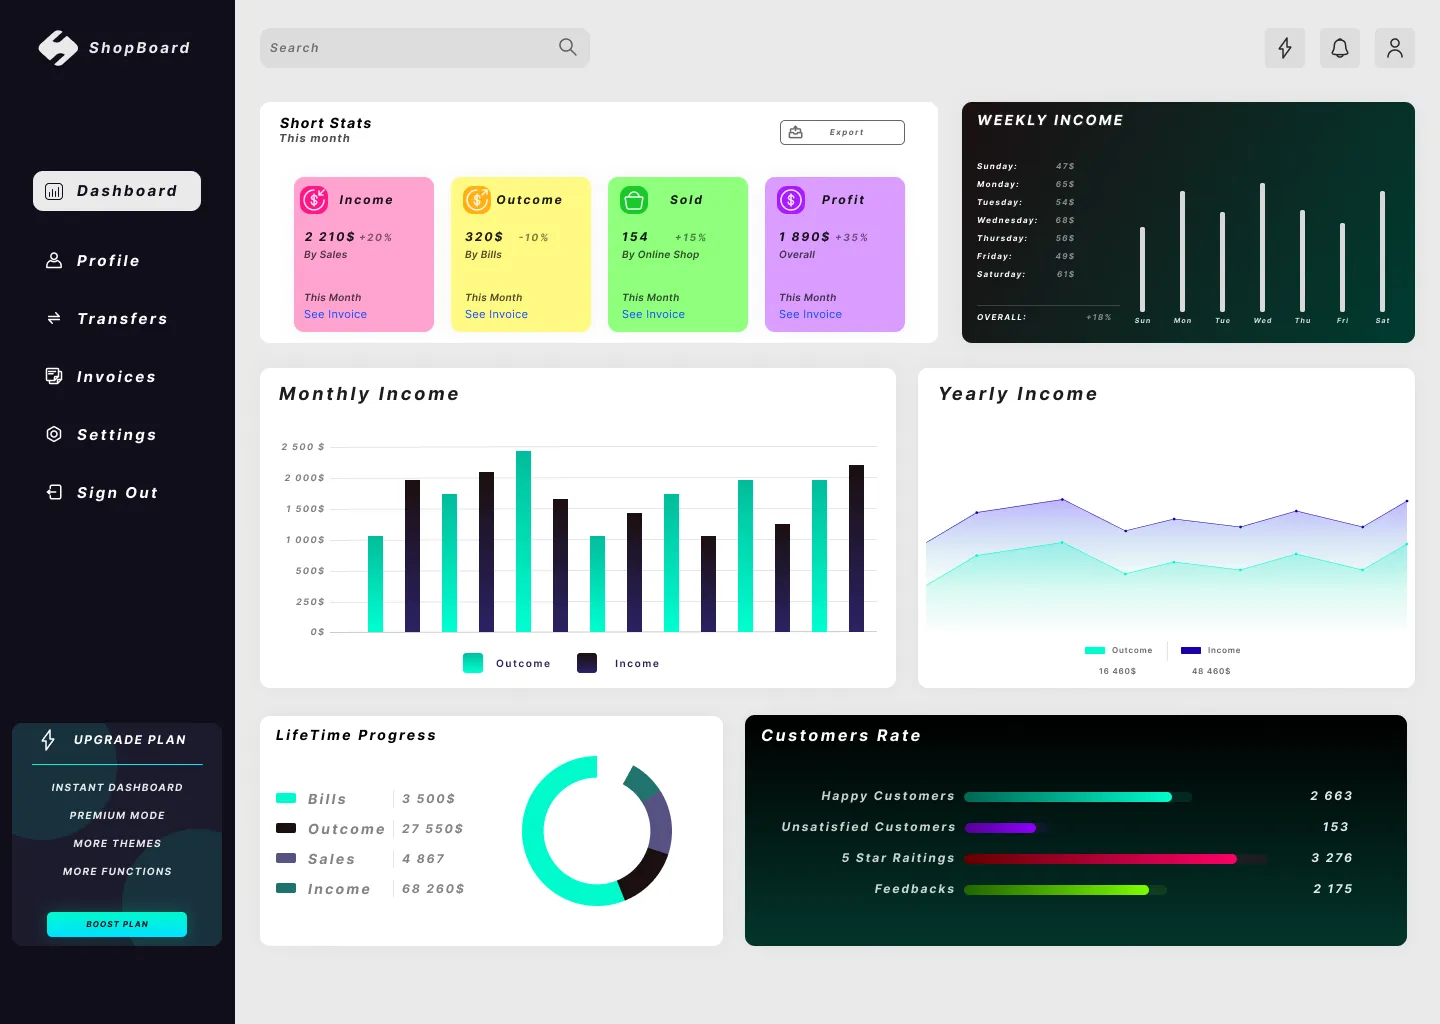 ShopBoard
Search
Dashboard
Profile
Transfers
Invoices
Settings
Sign Out
UPGRADE PLAN
INSTANT DASHBOARD
PREMIUM MODE
MORE THEMES
MORE FUNCTIONS
BOOST PLAN
Short Stats
This month
Export
Income
2 210$ +20%
By Sales
This Month
See Invoice
Outcome
320$ -10%
By Bills
This Month
See Invoice
Sold
154 +15%
By Online Shop
This Month
See Invoice
Profit
1 890$ +35%
Overall
This Month
See Invoice
WEEKLY INCOME
Sunday: 47$
Monday: 65$
Tuesday: 54$
Wednesday: 68$
Thursday: 56$
Friday: 49$
Saturday: 61$
OVERALL: +18%
Sun Mon Tue Wed Thu Fri Sat
Monthly Income
2 500 $
2 000$
1 500$
1 000$
500$
250$
0$
Outcome Income
Yearly Income
Outcome Income
16 460$ 48 460$
LifeTime Progress
Bills 3 500$
Outcome 27 550$
Sales 4 867
Income 68 260$
Customers Rate
Happy Customers 2 663
Unsatisfied Customers 153
5 Star Raitings 3 276
Feedbacks 2 175